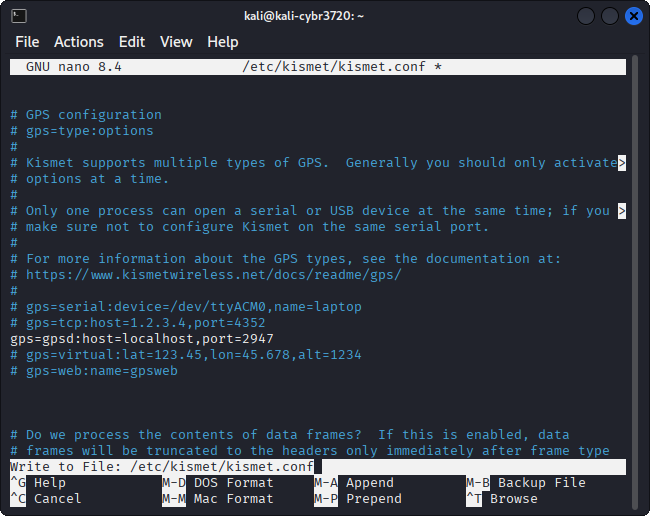 kali@kali-cybr3720: ~
File Actions Edit View Help
GNU nano 8.4 /etc/kismet/kismet.conf *
# GPS configuration
# gps=type:options
#
# Kismet supports multiple types of GPS.  Generally you should only activate>
# options at a time.
#
# Only one process can open a serial or USB device at the same time; if you >
# make sure not to configure Kismet on the same serial port.
#
# For more information about the GPS types, see the documentation at:
# https://www.kismetwireless.net/docs/readme/gps/
#
# gps=serial:device=/dev/ttyACM0,name=laptop
# gps=tcp:host=1.2.3.4,port=4352
gps=gpsd:host=localhost,port=2947
# gps=virtual:lat=123.45,lon=45.678,alt=1234
# gps=web:name=gpsweb
# Do we process the contents of data frames?  If this is enabled, data
# frames will be truncated to the headers only immediately after frame type
Write to File: /etc/kismet/kismet.conf
^G Help M-D DOS Format M-A Append M-B Backup File
^C Cancel M-M Mac Format M-P Prepend ^T Browse